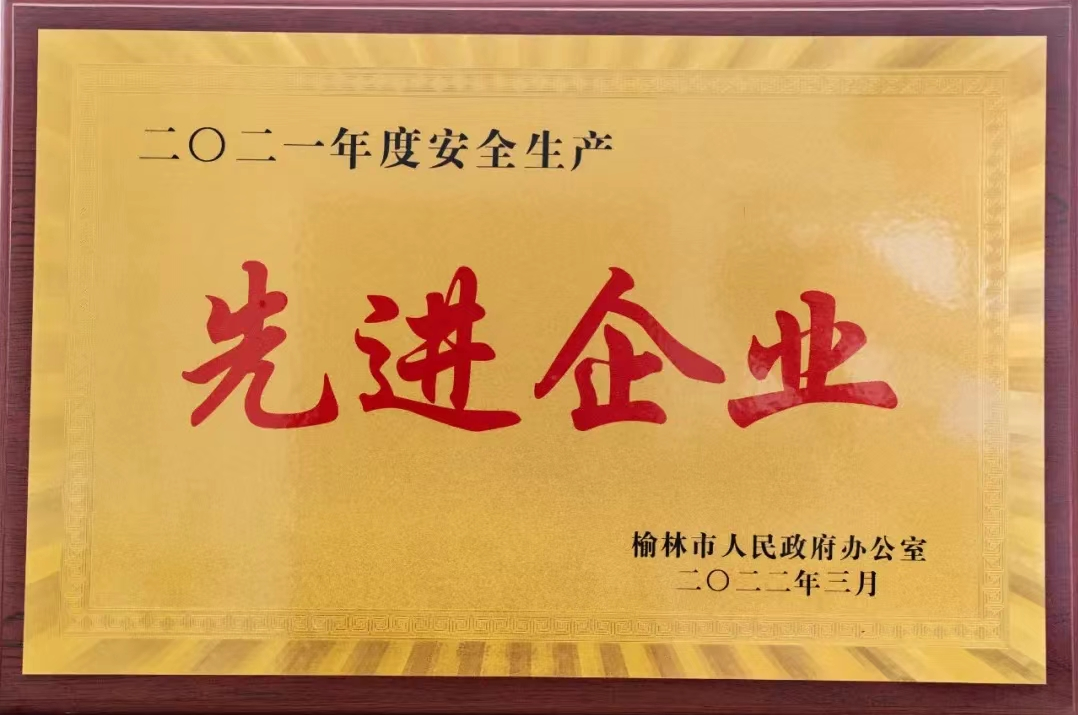 二〇二一年度安全生产
先进企业
榆林市人民政府办公室
二〇二二年三月